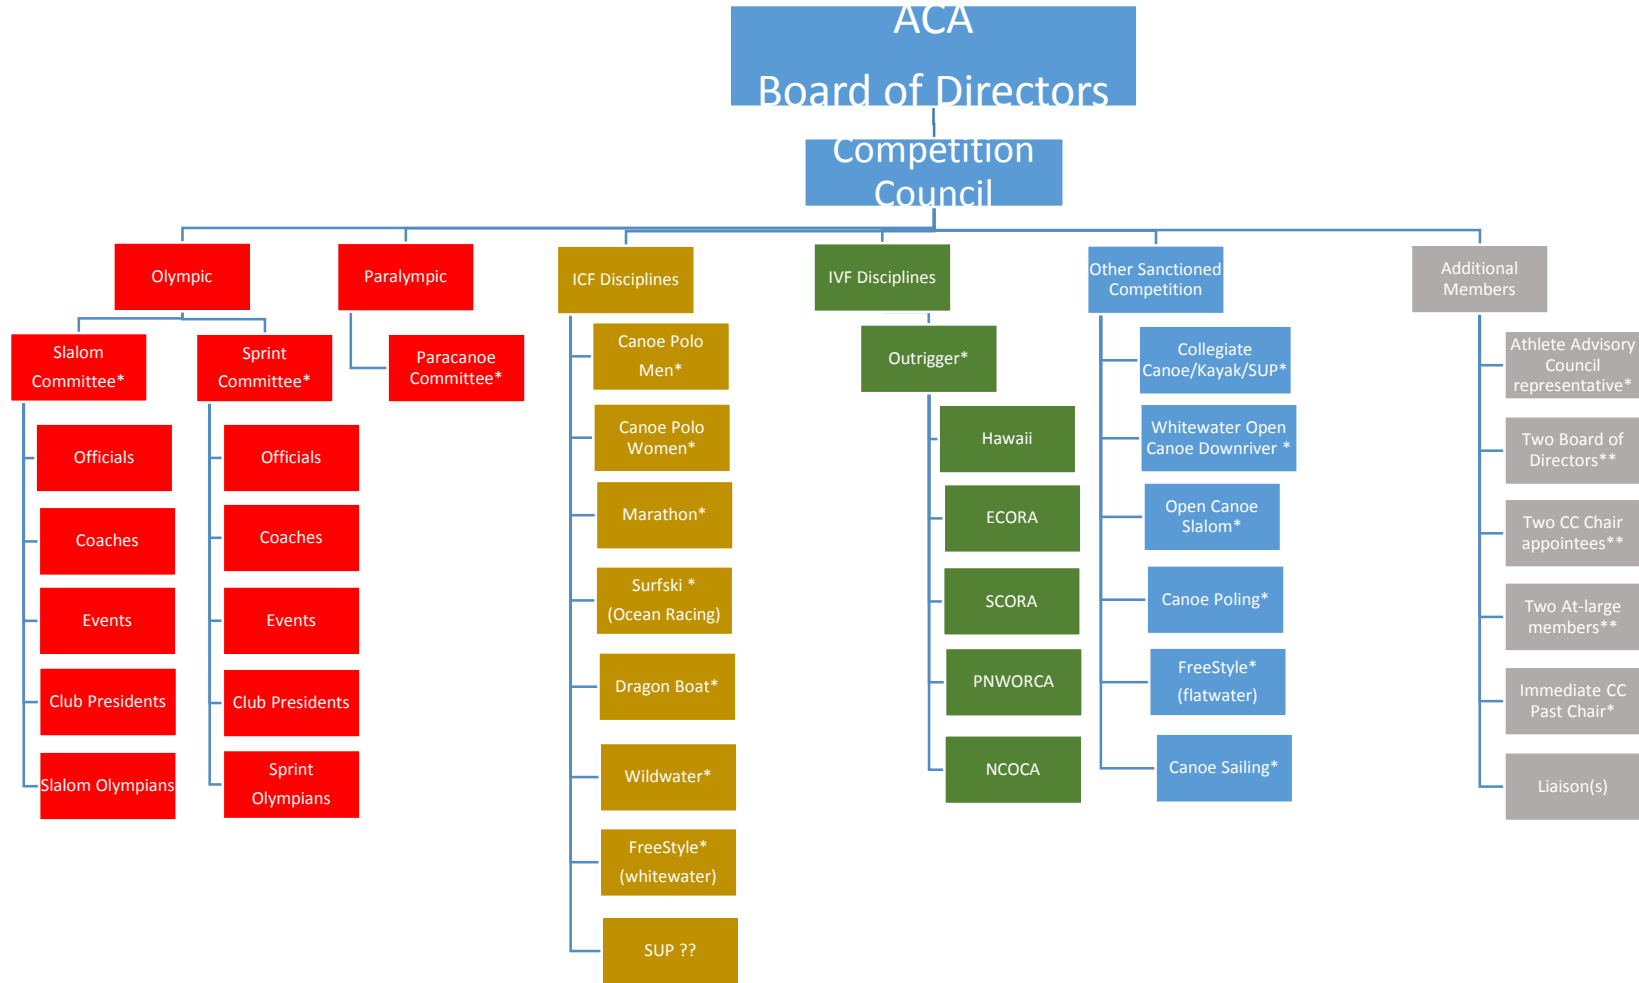 ACA
Board of Directors
Competition
Council
Olympic
Paralympic
ICF Disciplines
IVF Disciplines
Other Sanctioned
Competition
Additional
Members
Slalom
Committee*
Officials
Coaches
Events
Club Presidents
Slalom Olympians
Sprint
Committee*
Officials
Coaches
Events
Club Presidents
Sprint
Olympians
Paracanoe
Committee*
Canoe Polo
Men*
Canoe Polo
Women*
Marathon*
Surfski *
(Ocean Racing)
Dragon Boat*
Wildwater*
FreeStyle*
(whitewater)
SUP ??
Outrigger*
Hawaii
ECORA
SCORA
PNWORCA
NCOCA
Collegiate
Canoe/Kayak/SUP*
Whitewater Open
Canoe Downriver *
Open Canoe
Slalom*
Canoe Poling*
FreeStyle*
(flatwater)
Canoe Sailing*
Athlete Advisory
Council
representative*
Two Board of
Directors**
Two CC Chair
appointees**
Two At-large
members**
Immediate CC
Past Chair*
Liaison(s)